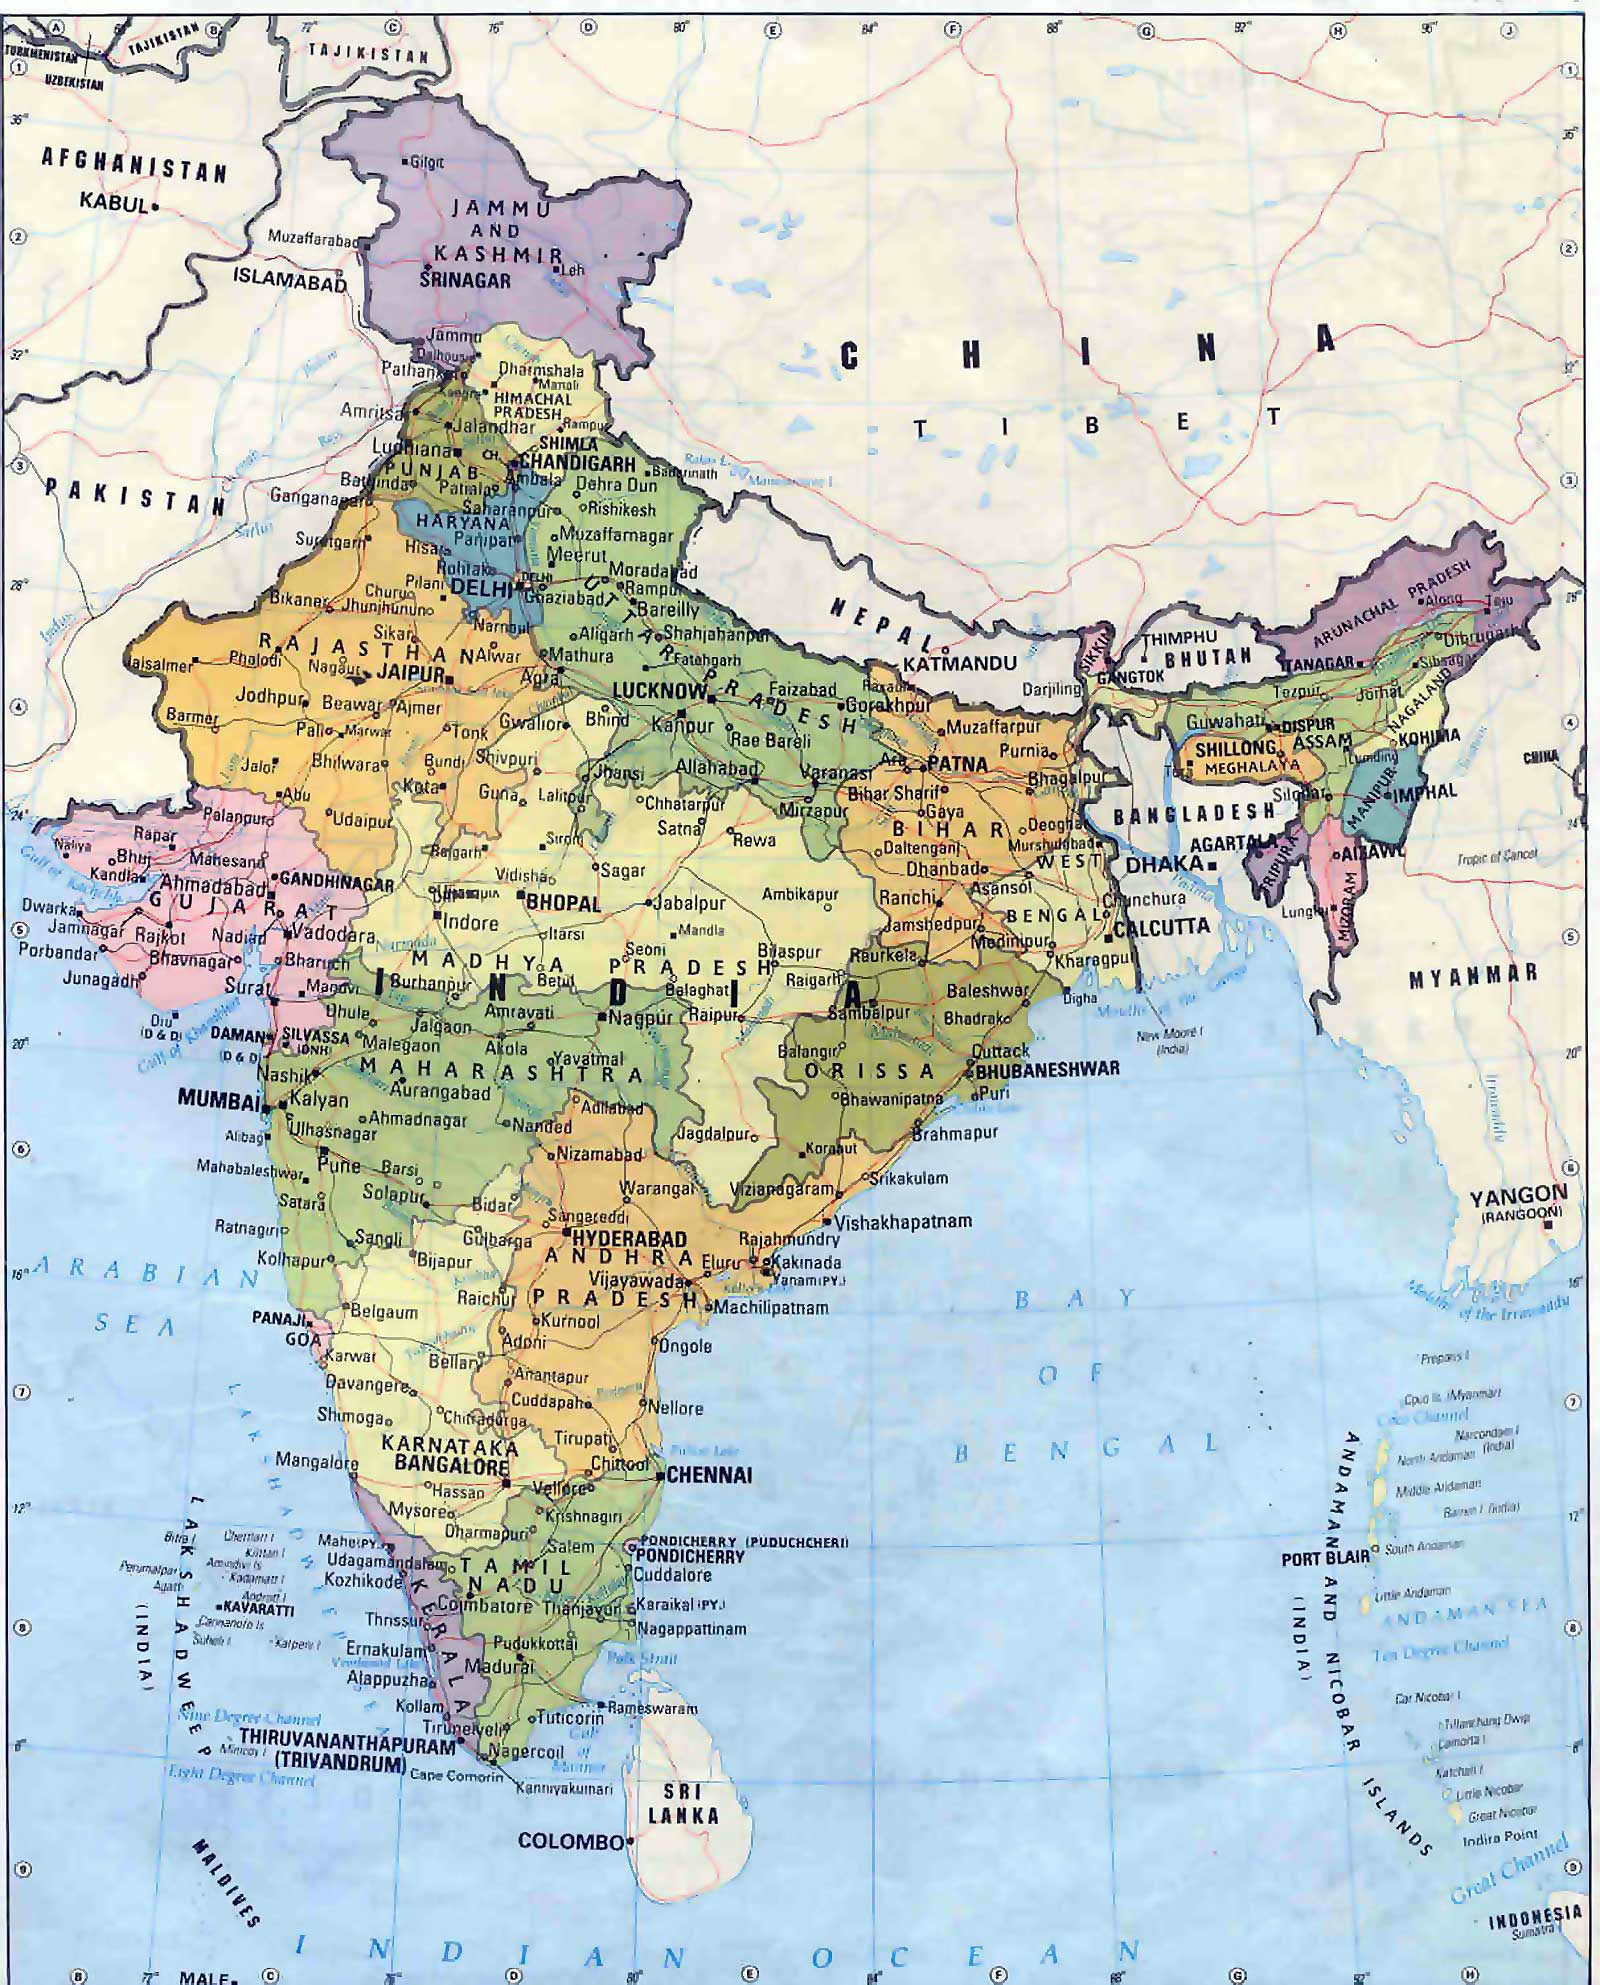 A
B
C
D
E
F
G
H
J
TAJIKISTAN
TAJIKISTAN
TURKMENISTAN
UZBEKISTAN
AFGHANISTAN
KABUL
Gilgit
JAMMU
AND
KASHMIR
Leh
SRINAGAR
Muzaffarabad
ISLAMABAD
CHINA
TIBET
Jammu
Dalhousie
Pathankot
Dharmshala
Manali
HIMACHAL
PRADESH
Rampur
Amritsar
Jalandhar
SHIMLA
Ludhiana
CH.
CHANDIGARH
Badarinath
PUNJAB
Bathinda
Patiala
Ambala
Dehra Dun
PAKISTAN
Ganganagar
Saharanpur
Rishikesh
HARYANA
Panipat
Muzaffarnagar
Suratgarh
Hisar
Meerut
Rohtak
Moradabad
Pilani
DELHI
DELHI
Rampur
Churu
Ghaziabad
Bareilly
Bikaner
Jhunjhunun
Narnaul
NEPAL
KATMANDU
UTTAR PRADESH
Sikar
Aligarh
Shahjahanpur
RAJASTHAN
Alwar
Mathura
Fatehgarh
Jaisalmer
Phalodi
Nagaur
JAIPUR
Agra
LUCKNOW
Faizabad
Raxaul
Gorakhpur
Jodhpur
Beawar
Ajmer
Gwalior
Bhind
Kanpur
Rae Bareli
Barmer
Pali
Marwar
Tonk
Muzaffarpur
Purnia
Jalor
Bhilwara
Bundi
Shivpuri
Jhansi
Allahabad
Varanasi
Ara
PATNA
Bhagalpur
Abu
Kota
Guna
Lalitpur
Chhatarpur
Mirzapur
Bihar Sharif
Gaya
Palanpur
Udaipur
Satna
Rewa
BIHAR
Deoghar
Daltenganj
Murshidabad
Rajgarh
Sironj
Dhanbad
WEST
BENGAL
Asansol
Rapar
Naliya
Bhuj
Kandla
Mahesana
Ahmadabad
GANDHINAGAR
Gulf of Kachchh
GUJARAT
Vidisha
Sagar
Ujjain
BHOPAL
Jabalpur
Ambikapur
Ranchi
Chunchura
CALCUTTA
Dwarka
Jamnagar
Rajkot
Nadiad
Vadodara
Indore
Itarsi
Mandla
Jamshedpur
Medinipur
Kharagpur
Porbandar
Bhavnagar
Bharuch
Narmada
MADHYA PRADESH
Seoni
Bilaspur
Raurkela
Junagadh
Surat
Mandvi
Burhanpur
Betul
Balaghat
Raigarh
Baleshwar
Digha
INDIA
Diu
(D & D)
Gulf of Khambhat
DAMAN
(D & D)
SILVASSA
(DNH)
Dhule
Jalgaon
Amravati
Nagpur
Raipur
Sambalpur
Bhadrak
Mouths of the Ganga
New Moore I
(India)
Malegaon
Akola
Yavatmal
Balangir
Cuttack
Nashik
MAHARASHTRA
ORISSA
BHUBANESHWAR
Aurangabad
Bhawanipatna
Puri
MUMBAI
Kalyan
Ahmadnagar
Adilabad
Alibag
Ulhasnagar
Nanded
Jagdalpur
Brahmapur
Koraput
Mahabaleshwar
Pune
Barsi
Nizamabad
Satara
Solapur
Bidar
Warangal
Vizianagaram
Srikakulam
Ratnagiri
Sangareddi
Vishakhapatnam
Kolhapur
Sangli
Gulbarga
HYDERABAD
Rajahmundry
ANDHRA
PRADESH
Bijapur
Eluru
Kakinada
Vijayawada
Yanam(PY.)
Raichur
Machilipatnam
PANAJI
GOA
Belgaum
Kurnool
Karwar
Adoni
Ongole
Bellary
Davangere
Anantapur
Cuddapah
Nellore
Shimoga
Chitradurga
Tirupati
KARNATAKA
BANGALORE
Chittoor
CHENNAI
Mangalore
Hassan
Vellore
Mysore
Krishnagiri
Dharmapuri
Mahe(PY.)
Salem
PONDICHERRY (PUDUCHCHERI)
PONDICHERRY
Udagamandalam
TAMIL
NADU
Cuddalore
Kozhikode
KERALA
Coimbatore
Thanjavur
Karaikal(PY.)
Thrissur
Nagappattinam
Ernakulam
Pudukkottai
Palk Strait
Madurai
Alappuzha
Rameswaram
Kollam
Tirunelveli
Tuticorin
Gulf
of
Mannar
THIRUVANANTHAPURAM
(TRIVANDRUM)
Nagercoil
Cape Comorin
Kanniyakumari
SRI
LANKA
COLOMBO
SIKKIM
GANGTOK
Darjiling
THIMPHU
BHUTAN
ARUNACHAL PRADESH
Along
Teju
Dibrugarh
ITANAGAR
Sibsagar
Tezpur
Jorhat
NAGALAND
KOHIMA
Guwahati
DISPUR
SHILLONG
ASSAM
MEGHALAYA
Tura
Lumding
MANIPUR
IMPHAL
Silchar
CHINA
BANGLADESH
AGARTALA
TRIPURA
DHAKA
AIZAWL
Lunglei
MIZORAM
Tropic of Cancer
MYANMAR
Irrawaddy
YANGON
(RANGOON)
Mouths of the Irrawaddy
ARABIAN
SEA
BAY
OF
BENGAL
Preparis I
Coco Is (Myanmar)
Coco Channel
Narcondam I
(India)
North Andaman
Middle Andaman
Barren I (India)
PORT BLAIR
South Andaman
Little Andaman
ANDAMAN SEA
Ten Degree Channel
ANDAMAN AND NICOBAR
ISLANDS
(INDIA)
Car Nicobar I
Tillanchang Dwip
Camorta I
Katchall I
Little Nicobar
Great Nicobar
Indira Point
Great Channel
INDONESIA
Sumatra
LAKSHADWEEP
(INDIA)
Bitra I
Chetlatt I
Kiltan I
Perumalpar
Amindivi Is
Kadamatt I
Agatti
Androtti I
KAVARATTI
Cannanore Is
Suheli I
Kalpeni I
Nine Degree Channel
Minicoy I
Eight Degree Channel
MALDIVES
INDIAN OCEAN
MALE
B
C
D
E
F
G
H